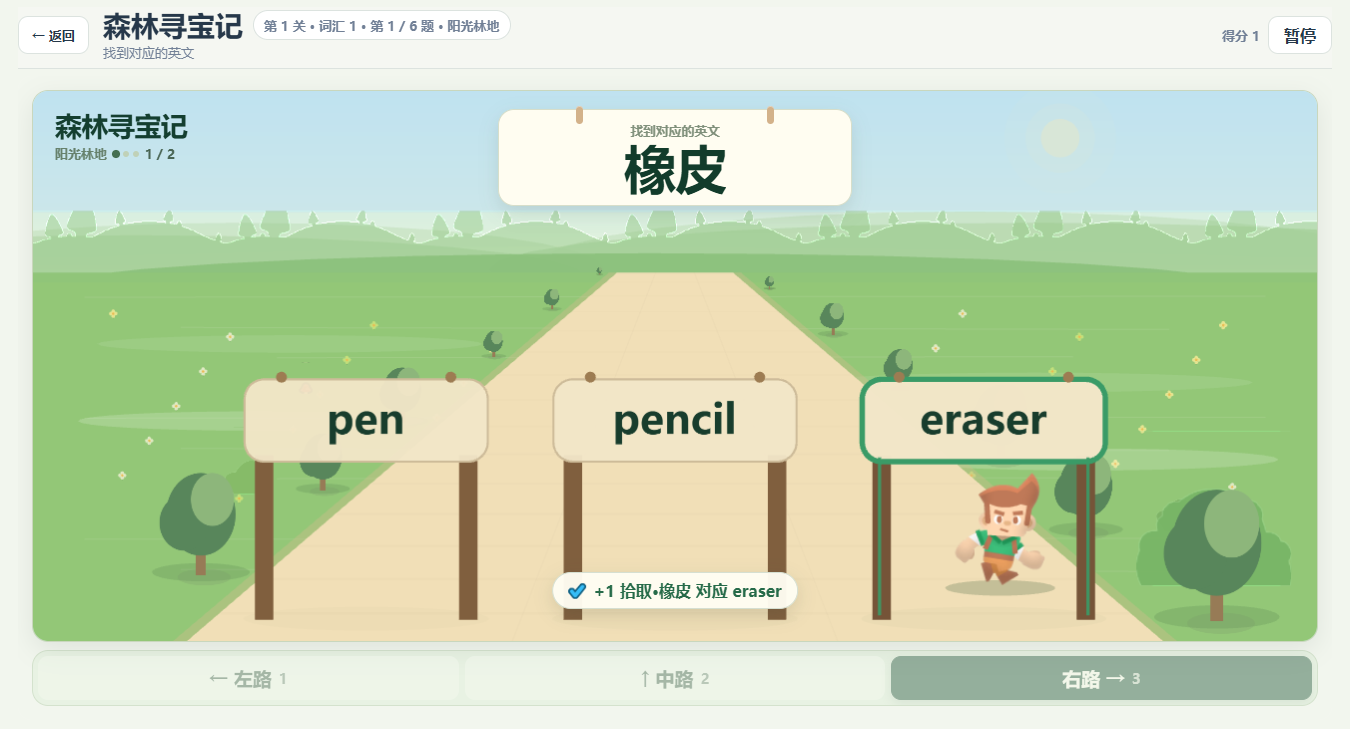 ← 返回
森林寻宝记
第 1 关 • 词汇 1 • 第 1 / 6 题 • 阳光林地
找到对应的英文
得分 1
暂停
森林寻宝记
阳光林地 1 / 2
找到对应的英文
橡皮
pen
pencil
eraser
+1 拾取•橡皮 对应 eraser
← 左路 1
↑ 中路 2
右路 → 3